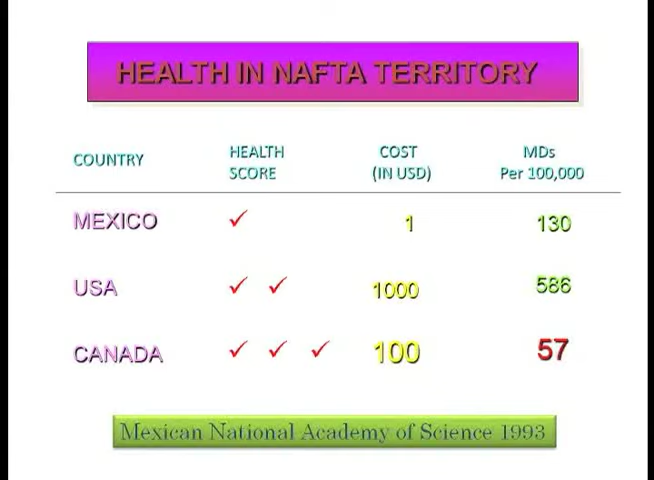 HEALTH IN NAFTA TERRITORY
COUNTRY HEALTH SCORE COST (IN USD) MDs Per 100,000
MEXICO ✓ 1 130
USA ✓ ✓ 1000 586
CANADA ✓ ✓ ✓ 100 57
Mexican National Academy of Science 1993